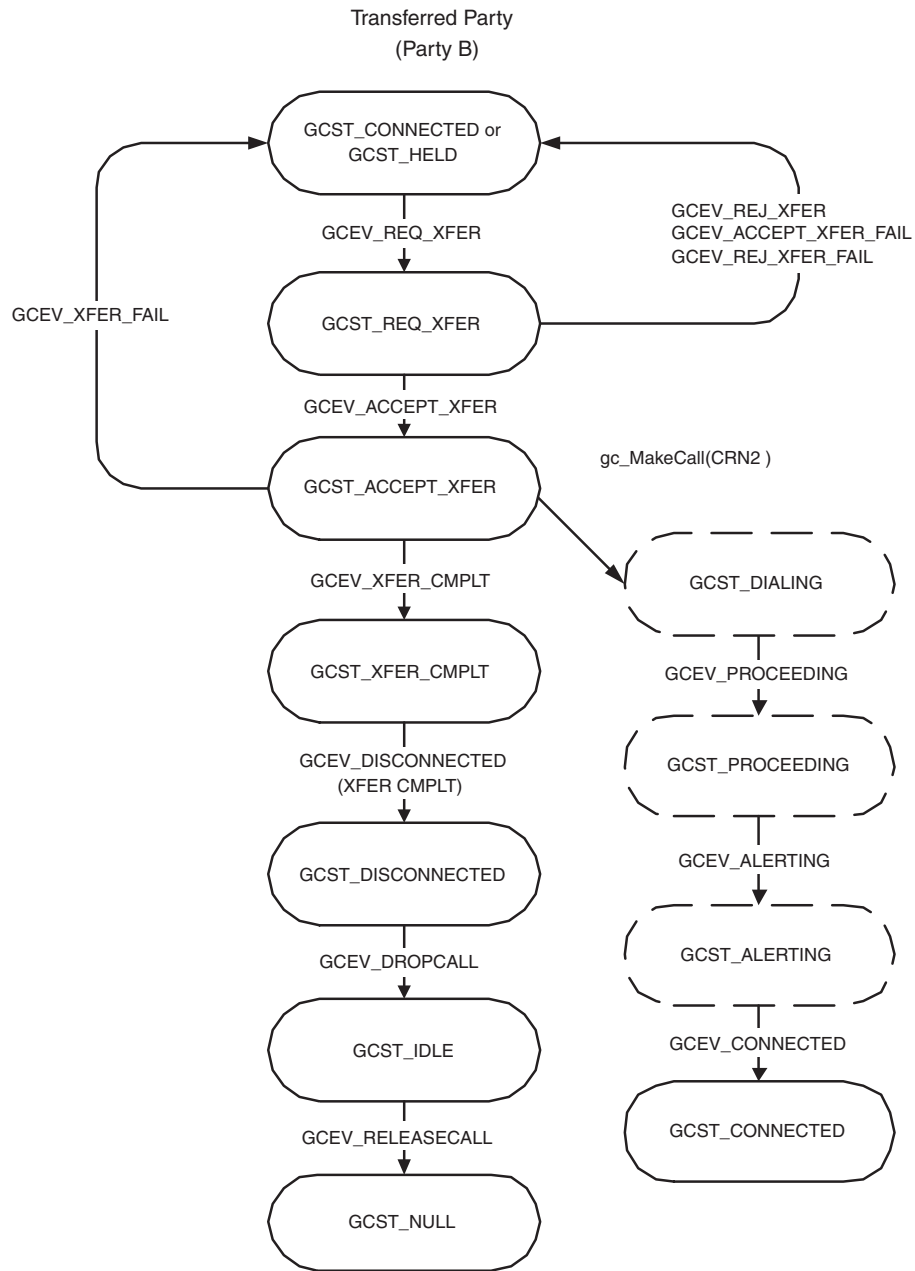 Transferred Party
(Party B)
GCST_CONNECTED or
GCST_HELD
GCEV_REQ_XFER
GCEV_REJ_XFER
GCEV_ACCEPT_XFER_FAIL
GCEV_REJ_XFER_FAIL
GCEV_XFER_FAIL
GCST_REQ_XFER
GCEV_ACCEPT_XFER
GCST_ACCEPT_XFER
gc_MakeCall(CRN2 )
GCEV_XFER_CMPLT
GCST_DIALING
GCST_XFER_CMPLT
GCEV_PROCEEDING
GCEV_DISCONNECTED
(XFER CMPLT)
GCST_PROCEEDING
GCST_DISCONNECTED
GCEV_ALERTING
GCEV_DROPCALL
GCST_ALERTING
GCST_IDLE
GCEV_CONNECTED
GCEV_RELEASECALL
GCST_CONNECTED
GCST_NULL